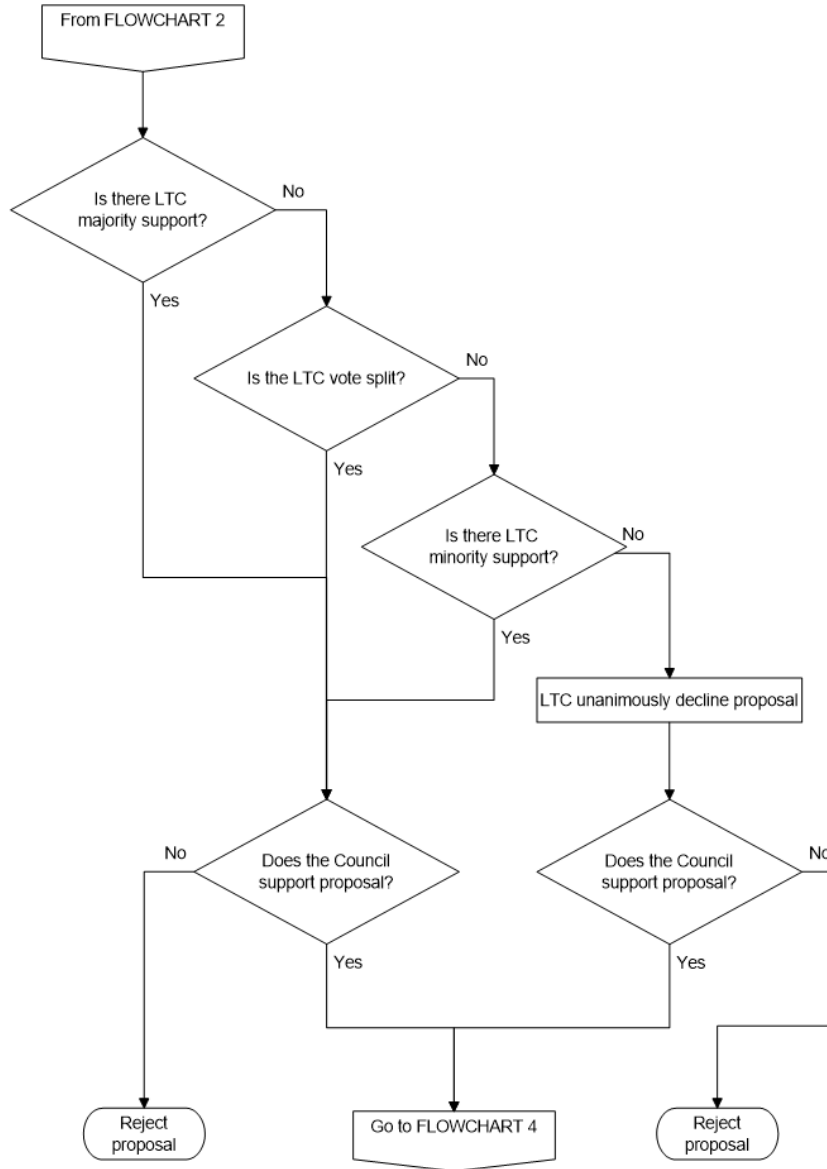 From FLOWCHART 2
Is there LTC
majority support?
No
Yes
Is the LTC vote split?
No
Yes
Is there LTC
minority support?
No
Yes
LTC unanimously decline proposal
No
Does the Council
support proposal?
Yes
Does the Council
support proposal?
No
Yes
Reject
proposal
Go to FLOWCHART 4
Reject
proposal